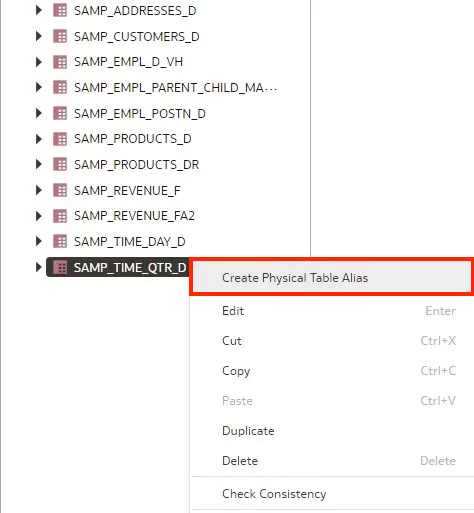 SAMP_ADDRESSES_D
SAMP_CUSTOMERS_D
SAMP_EMPL_D_VH
SAMP_EMPL_PARENT_CHILD_MA...
SAMP_EMPL_POSTN_D
SAMP_PRODUCTS_D
SAMP_PRODUCTS_DR
SAMP_REVENUE_F
SAMP_REVENUE_FA2
SAMP_TIME_DAY_D
SAMP_TIME_QTR_D
Create Physical Table Alias
Edit Enter
Cut Ctrl+X
Copy Ctrl+C
Paste Ctrl+V
Duplicate
Delete Delete
Check Consistency